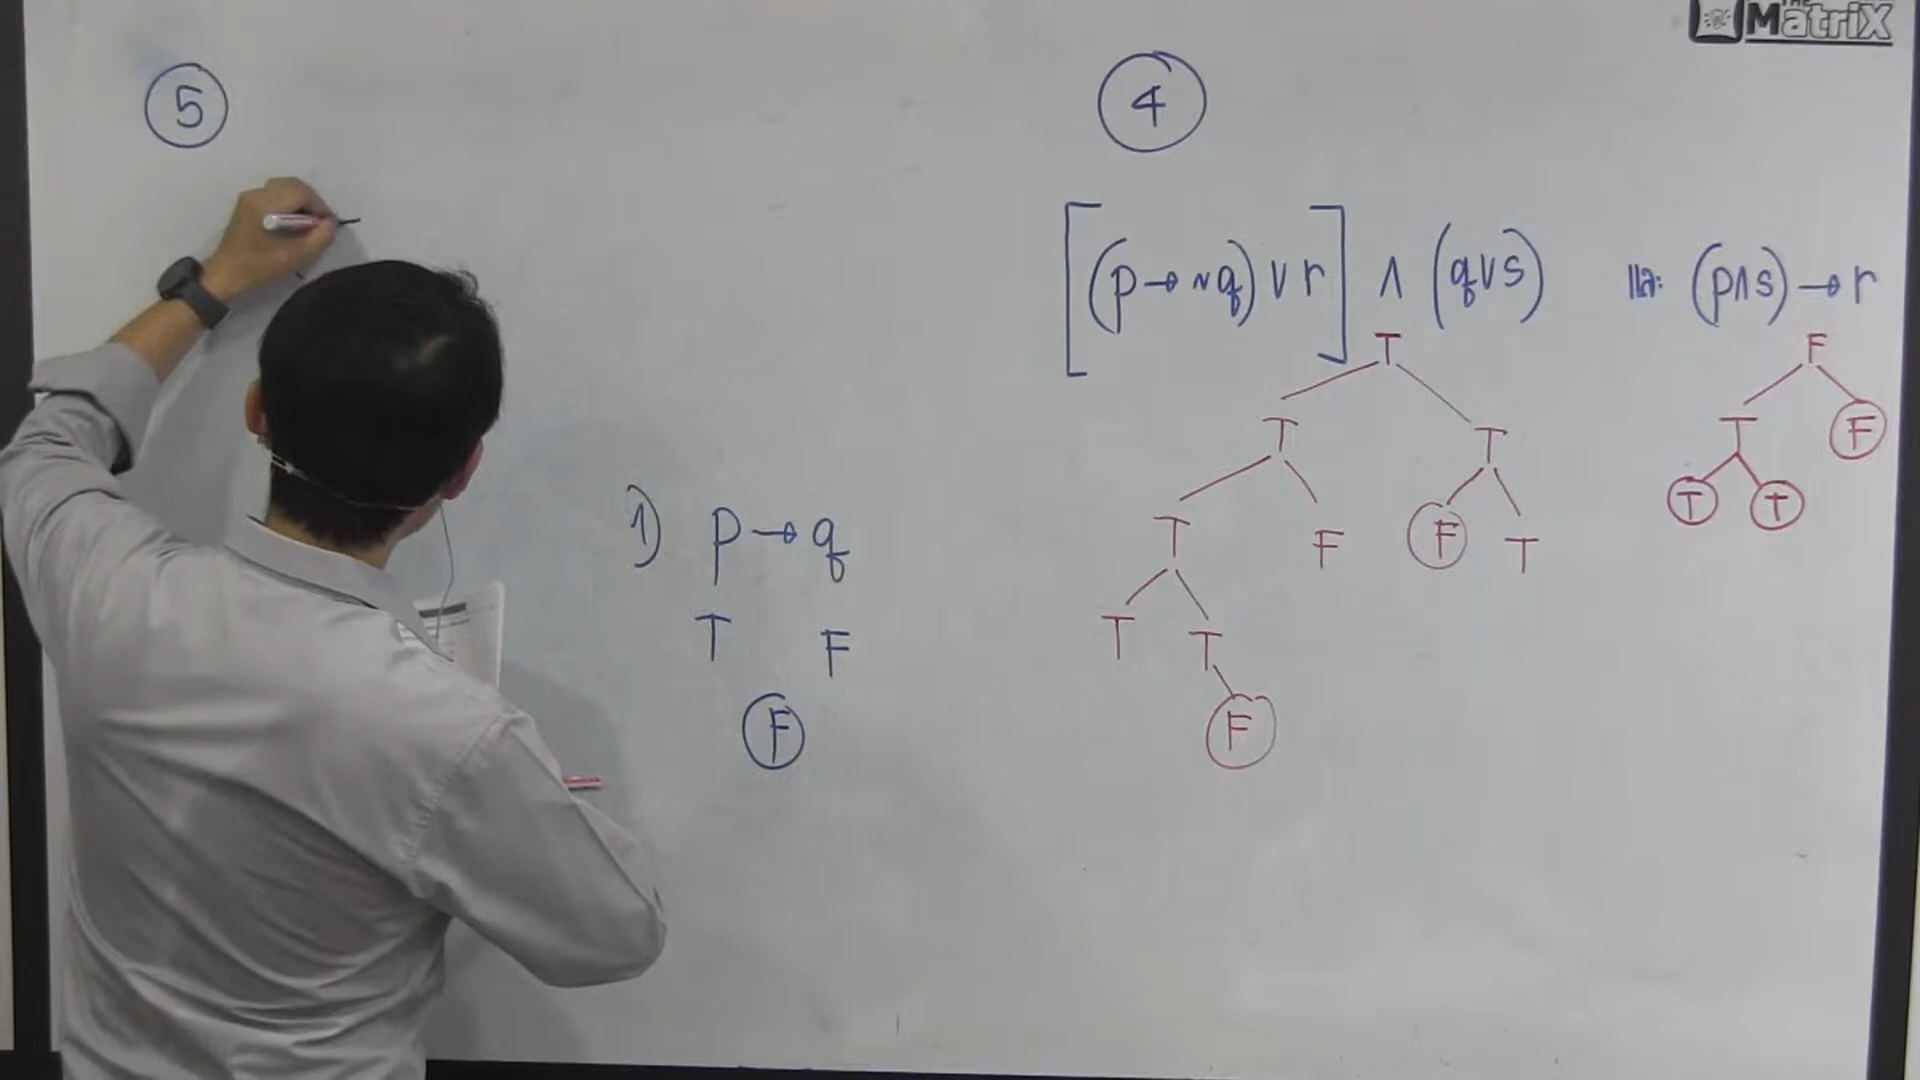 THE
MatriX
5
1) p → q
T F
F
4
[(p → ~q) ∨ r] ∧ (q ∨ s) และ (p ∧ s) → r
T F
T T T F
T F F T T T
T T
F